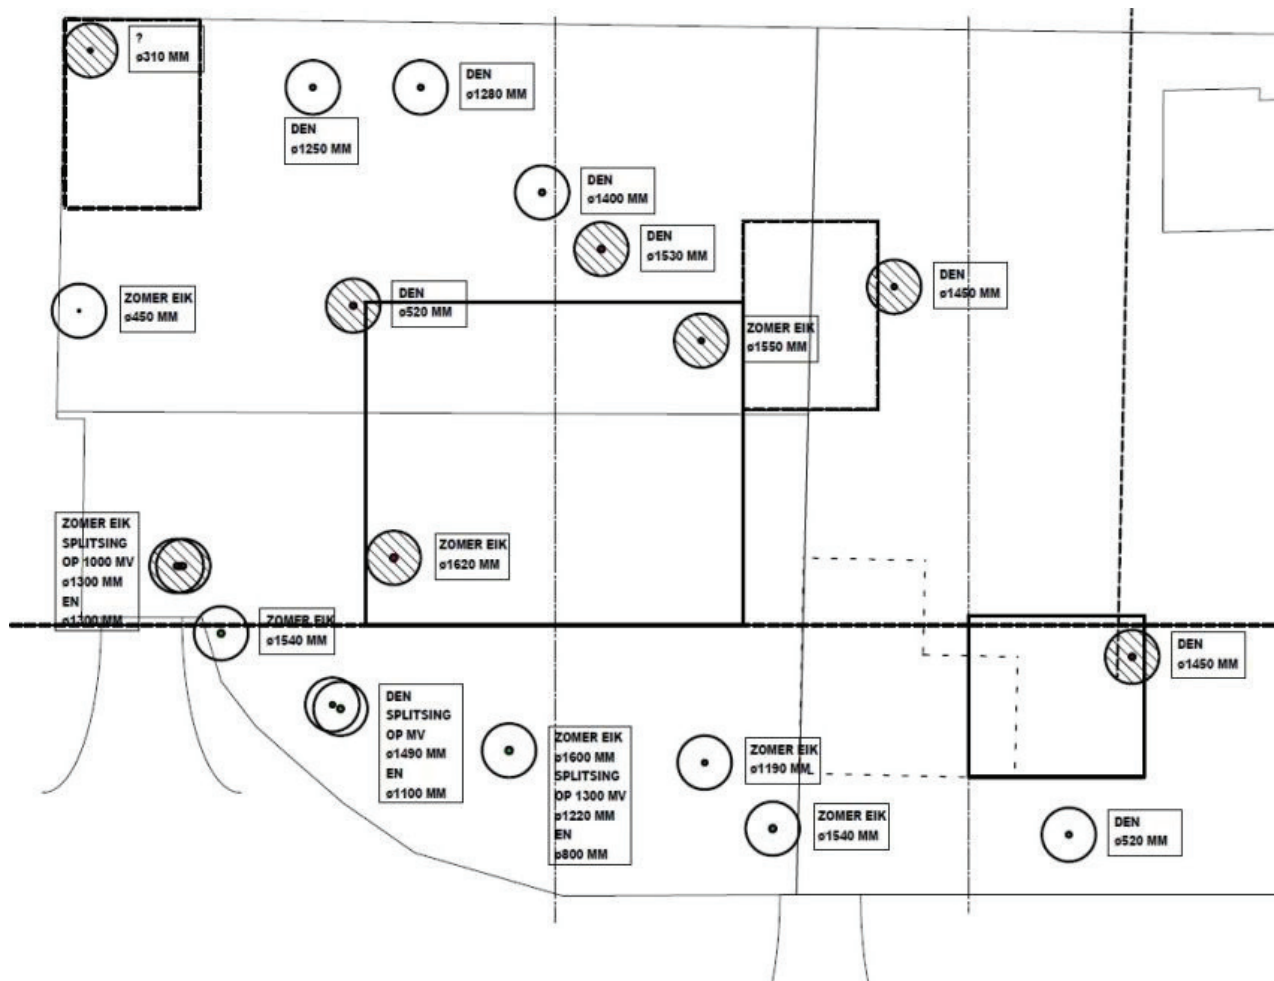 ?
ø310 MM
DEN
ø1250 MM
DEN
ø1280 MM
DEN
ø1400 MM
DEN
ø1530 MM
DEN
ø1450 MM
ZOMER EIK
ø450 MM
DEN
ø520 MM
ZOMER EIK
ø1550 MM
ZOMER EIK
SPLITSING
OP 1000 MV
ø1300 MM
EN
ø1300 MM
ZOMER EIK
ø1620 MM
ZOMER EIK
ø1540 MM
DEN
ø1450 MM
DEN
SPLITSING
OP MV
ø1490 MM
EN
ø1100 MM
ZOMER EIK
ø1600 MM
SPLITSING
OP 1300 MV
ø1220 MM
EN
ø800 MM
ZOMER EIK
ø1190 MM
ZOMER EIK
ø1540 MM
DEN
ø520 MM